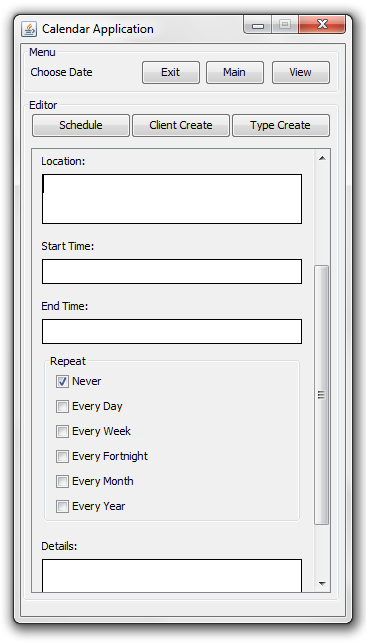 Calendar Application
Menu
Choose Date Exit Main View
Editor
Schedule Client Create Type Create
Location:
Start Time:
End Time:
Repeat
Never
Every Day
Every Week
Every Fortnight
Every Month
Every Year
Details: